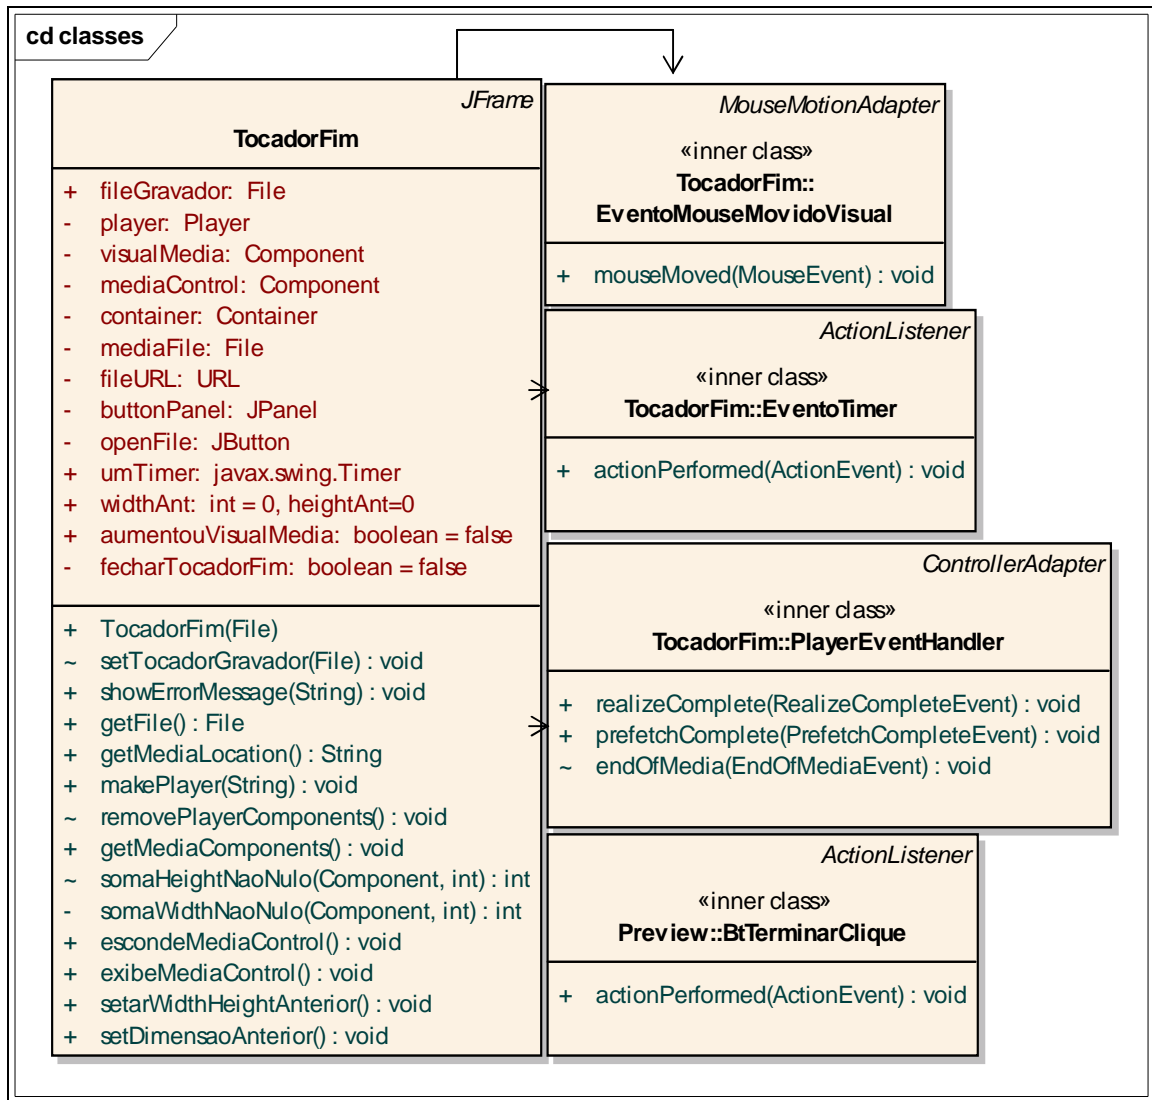 cd classes
JFrame
TocadorFim
+ fileGravador: File
- player: Player
- visualMedia: Component
- mediaControl: Component
- container: Container
- mediaFile: File
- fileURL: URL
- buttonPanel: JPanel
- openFile: JButton
+ umTimer: javax.swing.Timer
+ widthAnt: int = 0, heightAnt=0
+ aumentouVisualMedia: boolean = false
- fecharTocadorFim: boolean = false
+ TocadorFim(File)
~ setTocadorGravador(File) : void
+ showErrorMessage(String) : void
+ getFile() : File
+ getMediaLocation() : String
+ makePlayer(String) : void
~ removePlayerComponents() : void
+ getMediaComponents() : void
~ somaHeightNaoNulo(Component, int) : int
- somaWidthNaoNulo(Component, int) : int
+ escondeMediaControl() : void
+ exibeMediaControl() : void
+ setarWidthHeightAnterior() : void
+ setDimensaoAnterior() : void
MouseMotionAdapter
«inner class»
TocadorFim::
EventoMouseMovidoVisual
+ mouseMoved(MouseEvent) : void
ActionListener
«inner class»
TocadorFim::EventoTimer
+ actionPerformed(ActionEvent) : void
ControllerAdapter
«inner class»
TocadorFim::PlayerEventHandler
+ realizeComplete(RealizeCompleteEvent) : void
+ prefetchComplete(PrefetchCompleteEvent) : void
~ endOfMedia(EndOfMediaEvent) : void
ActionListener
«inner class»
Preview::BtTerminarClique
+ actionPerformed(ActionEvent) : void